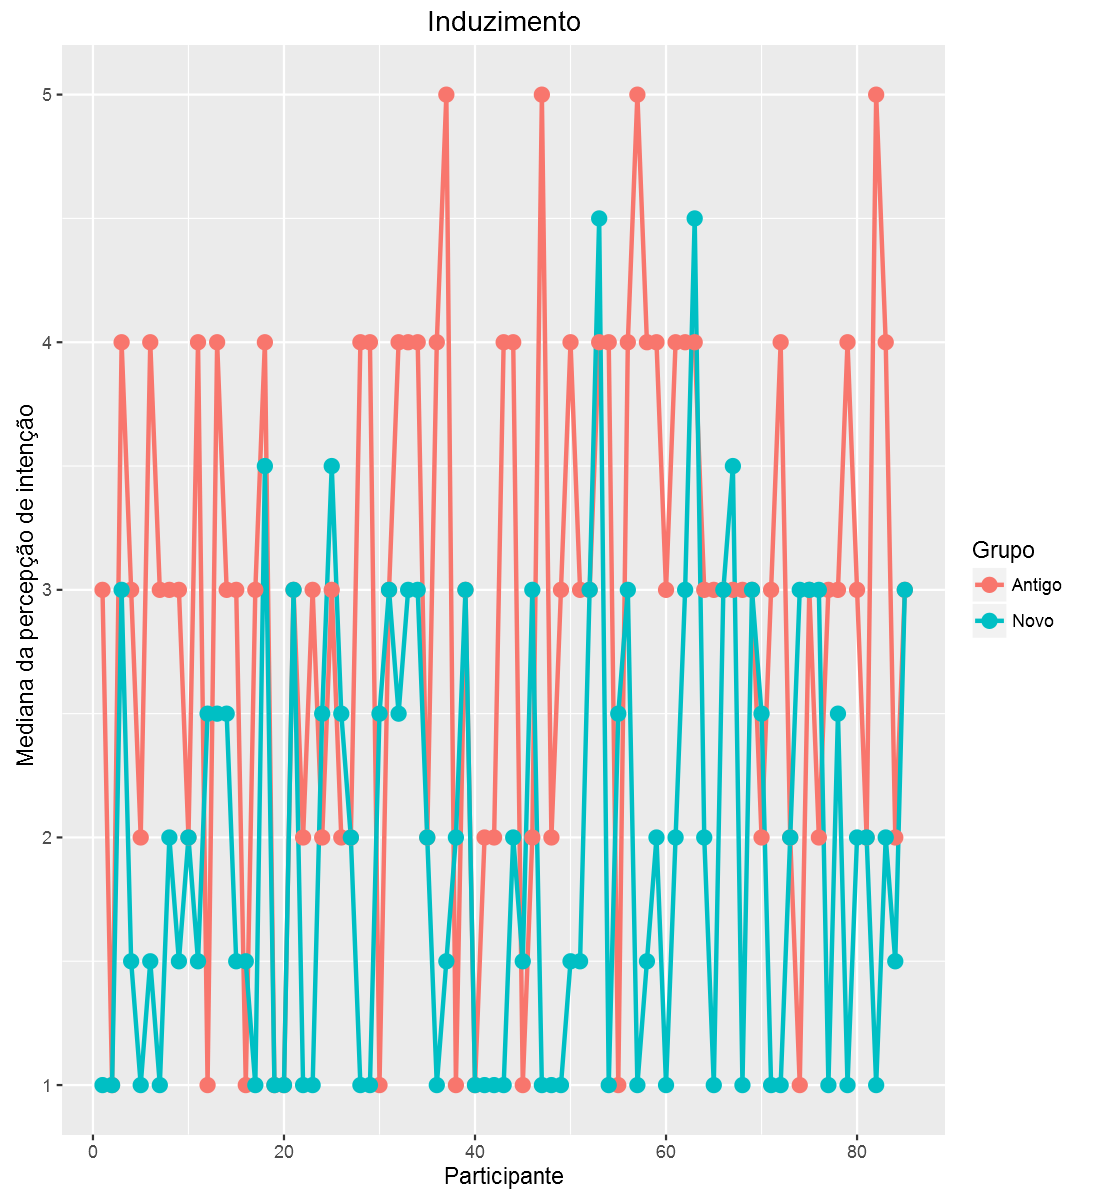 Induzimento
Mediana da percepção de intenção
5
4
3
2
1
0
20
40
60
80
Participante
Grupo
Antigo
Novo